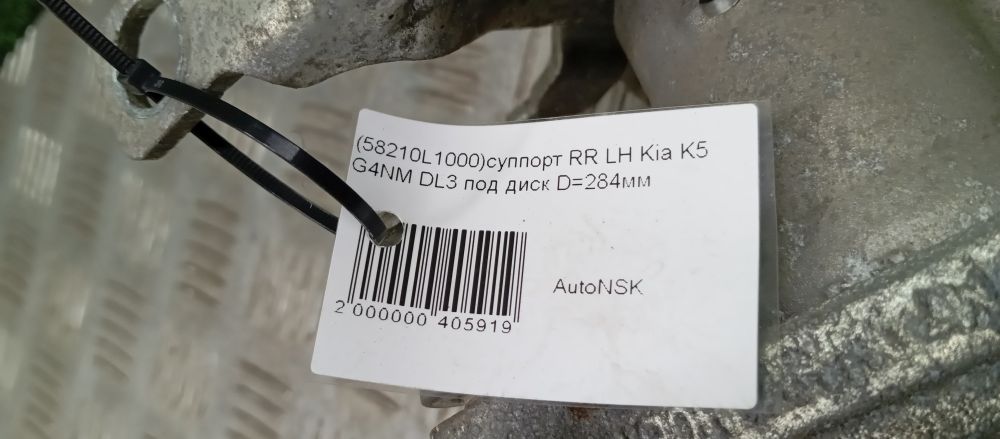 (58210L1000)суппорт RR LH Kia K5
G4NM DL3 под диск D=284мм
AutoNSK
2 000000 405919